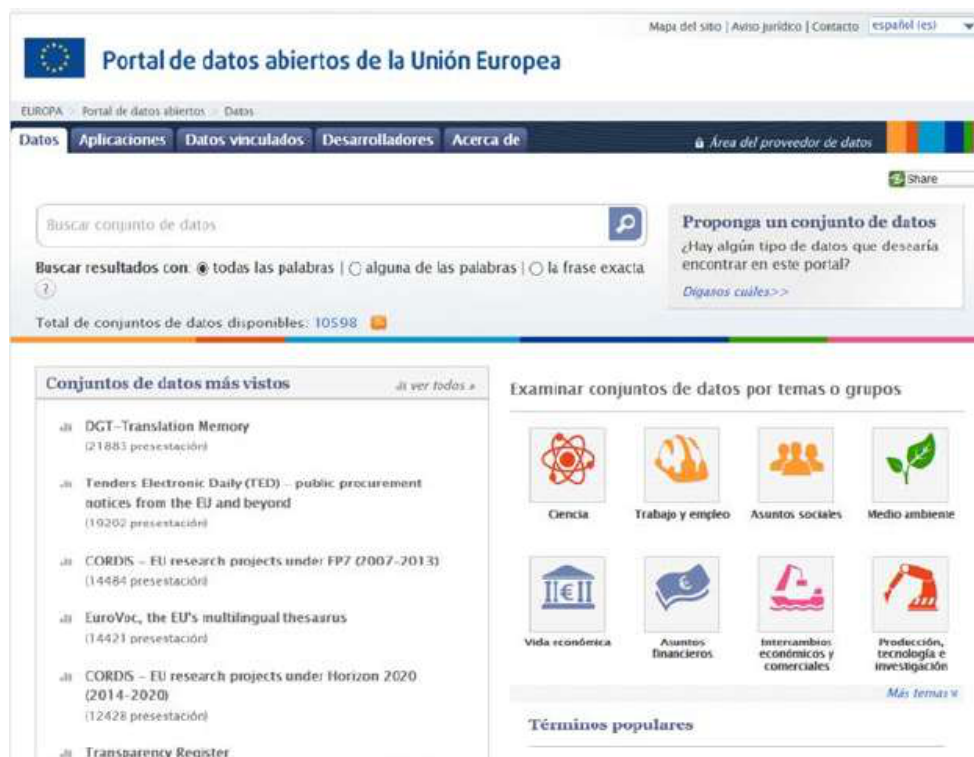 Mapa del sitio | Aviso jurídico | Contacto español (es)
Portal de datos abiertos de la Unión Europea
EUROPA > Portal de datos abiertos > Datos
Datos Aplicaciones Datos vinculados Desarrolladores Acerca de Área del proveedor de datos
Share
Buscar conjunto de datos
Buscar resultados con: todas las palabras | alguna de las palabras | la frase exacta
?
Total de conjuntos de datos disponibles: 10598
Proponga un conjunto de datos
¿Hay algún tipo de datos que desearía
encontrar en este portal?
Díganos cuáles>>
Conjuntos de datos más vistos ver todos »
DGT-Translation Memory
(21883 presentación)
Tenders Electronic Daily (TED) – public procurement
notices from the EU and beyond
(19202 presentación)
CORDIS – EU research projects under FP7 (2007-2013)
(14484 presentación)
EuroVoc, the EU's multilingual thesaurus
(14421 presentación)
CORDIS – EU research projects under Horizon 2020
(2014-2020)
(12428 presentación)
Transparency Register
Examinar conjuntos de datos por temas o grupos
Ciencia Trabajo y empleo Asuntos sociales Medio ambiente
Vida económica
Asuntos
financieros
Intercambios
económicos y
comerciales
Producción,
tecnología e
investigación
Más temas
Términos populares